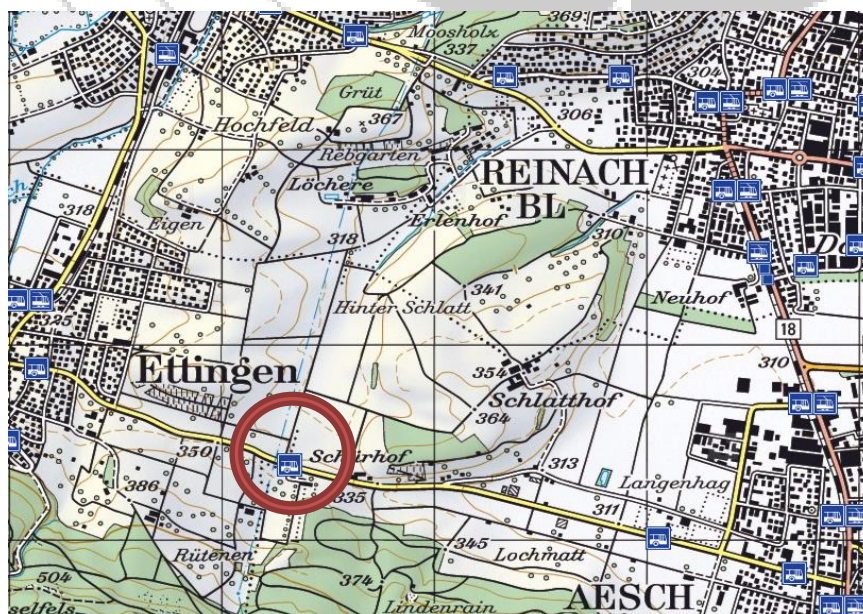 369
Moosholz
337
304
Grüt
Hochfeld
367
306
Rebgarten
REINACH
BL
Löchere
Erlenhof
318
Eigen
318
310
341
Hinter Schlatt
Neuhof
18
354
310
Ettingen
Schlatthof
364
350
Schürhof
313
386
335
Langenhag
311
Rütenen
345
Lochmatt
504
374
AESCH
Lindenrain